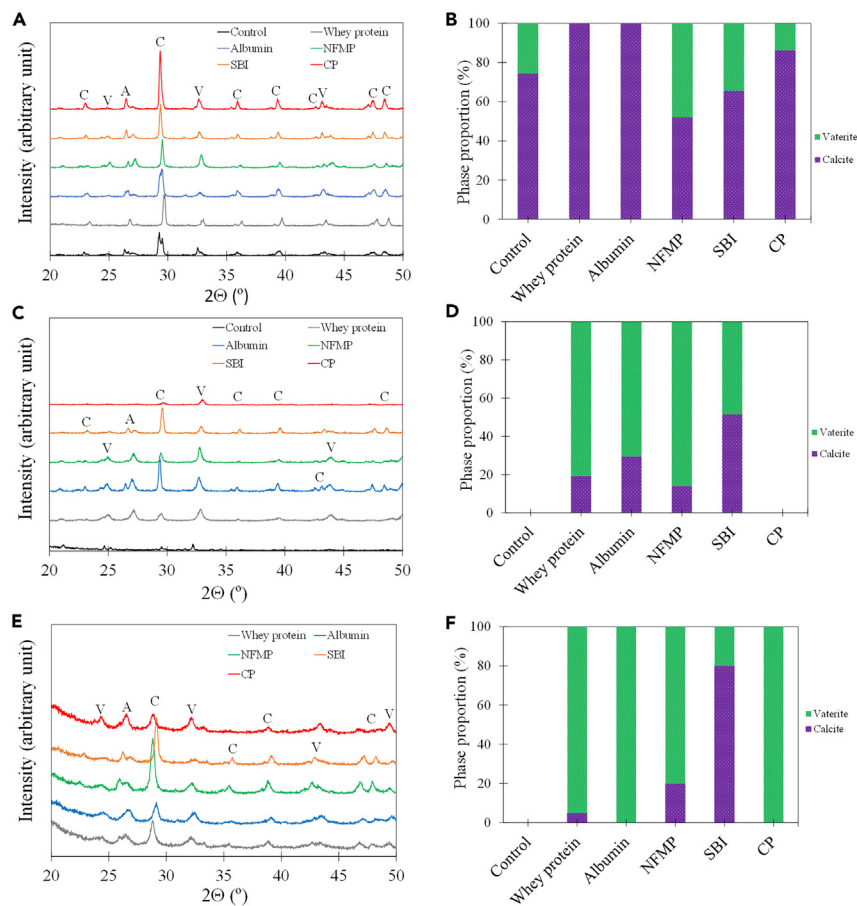 A
Control
Whey protein
Albumin
NFMP
SBI
CP
C
C
V
A
V
C
C
C
V
C
C
Intensity (arbitrary unit)
20
25
30
35
40
45
50
2Θ (°)
B
100
80
60
40
20
0
Phase proportion (%)
Vaterite
Calcite
Control
Whey protein
Albumin
NFMP
SBI
CP
C
Control
Whey protein
Albumin
NFMP
SBI
CP
C
V
C
C
C
C
A
V
V
C
Intensity (arbitrary unit)
20
25
30
35
40
45
50
2Θ (°)
D
100
80
60
40
20
0
Phase proportion (%)
Vaterite
Calcite
Control
Whey protein
Albumin
NFMP
SBI
CP
E
Whey protein
Albumin
NFMP
SBI
CP
V
A
C
V
C
C
V
C
V
Intensity (arbitrary unit)
20
25
30
35
40
45
50
2Θ (°)
F
100
80
60
40
20
0
Phase proportion (%)
Vaterite
Calcite
Control
Whey protein
Albumin
NFMP
SBI
CP